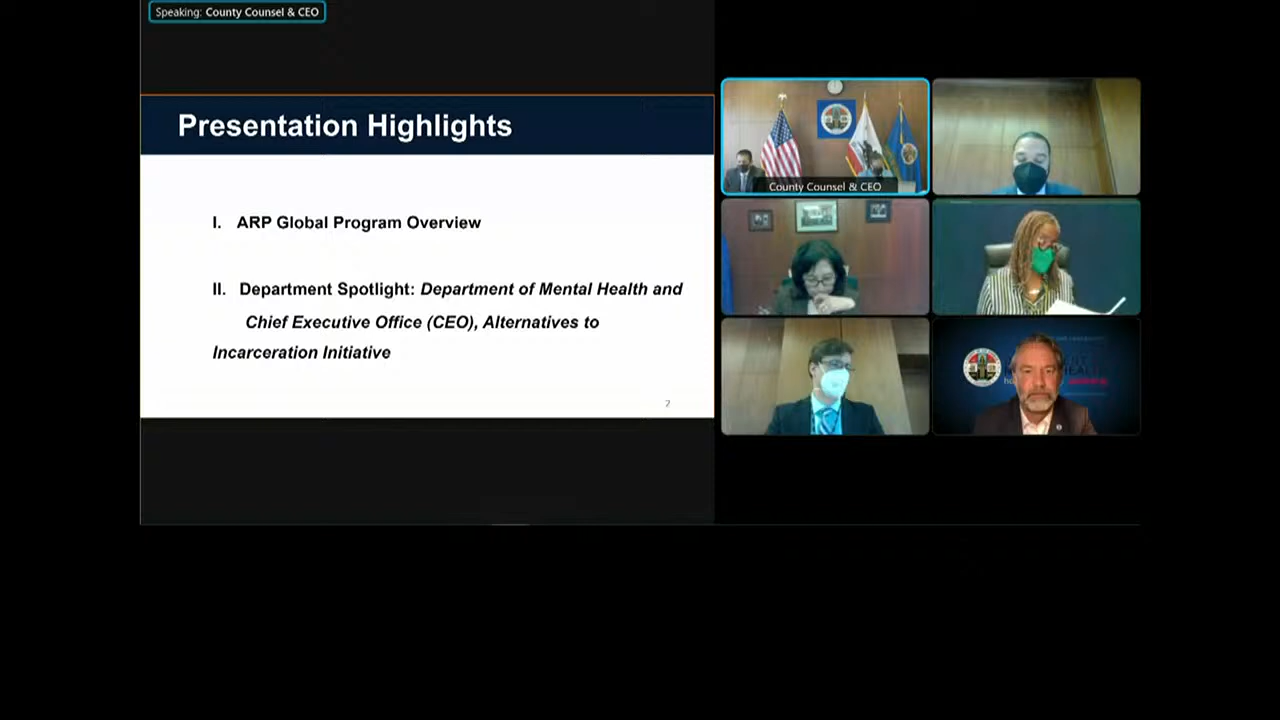 Speaking: County Counsel & CEO
Presentation Highlights
I. ARP Global Program Overview
II. Department Spotlight: Department of Mental Health and
Chief Executive Office (CEO), Alternatives to
Incarceration Initiative
2
County Counsel & CEO